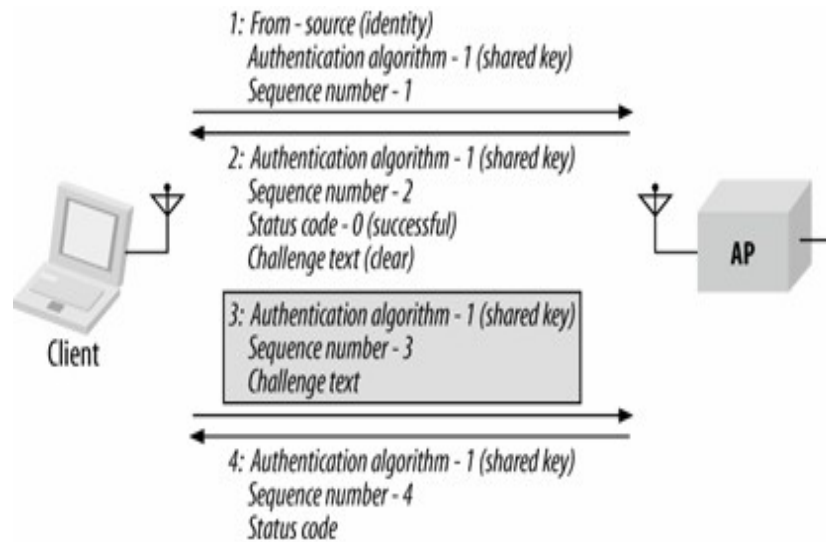 1: From - source (identity)
Authentication algorithm - 1 (shared key)
Sequence number - 1
2: Authentication algorithm - 1 (shared key)
Sequence number - 2
Status code - 0 (successful)
Challenge text (clear)
AP
3: Authentication algorithm - 1 (shared key)
Sequence number - 3
Challenge text
Client
4: Authentication algorithm - 1 (shared key)
Sequence number - 4
Status code